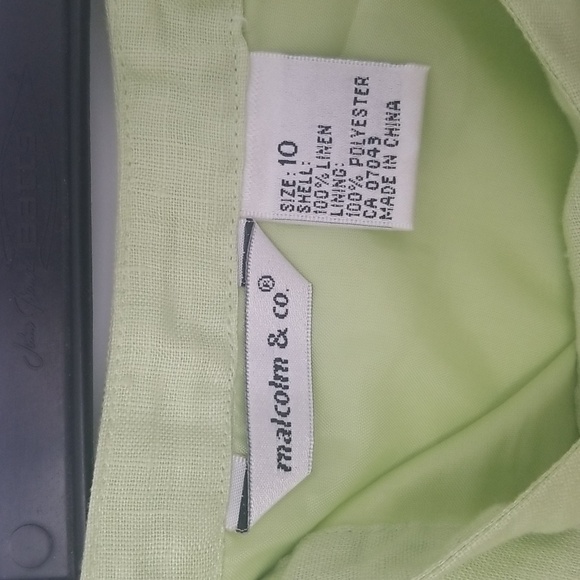 SIZE: 10
SHELL:
100% LINEN
LINING:
100% POLYESTER
CA 07043
MADE IN CHINA
malcolm & co.®